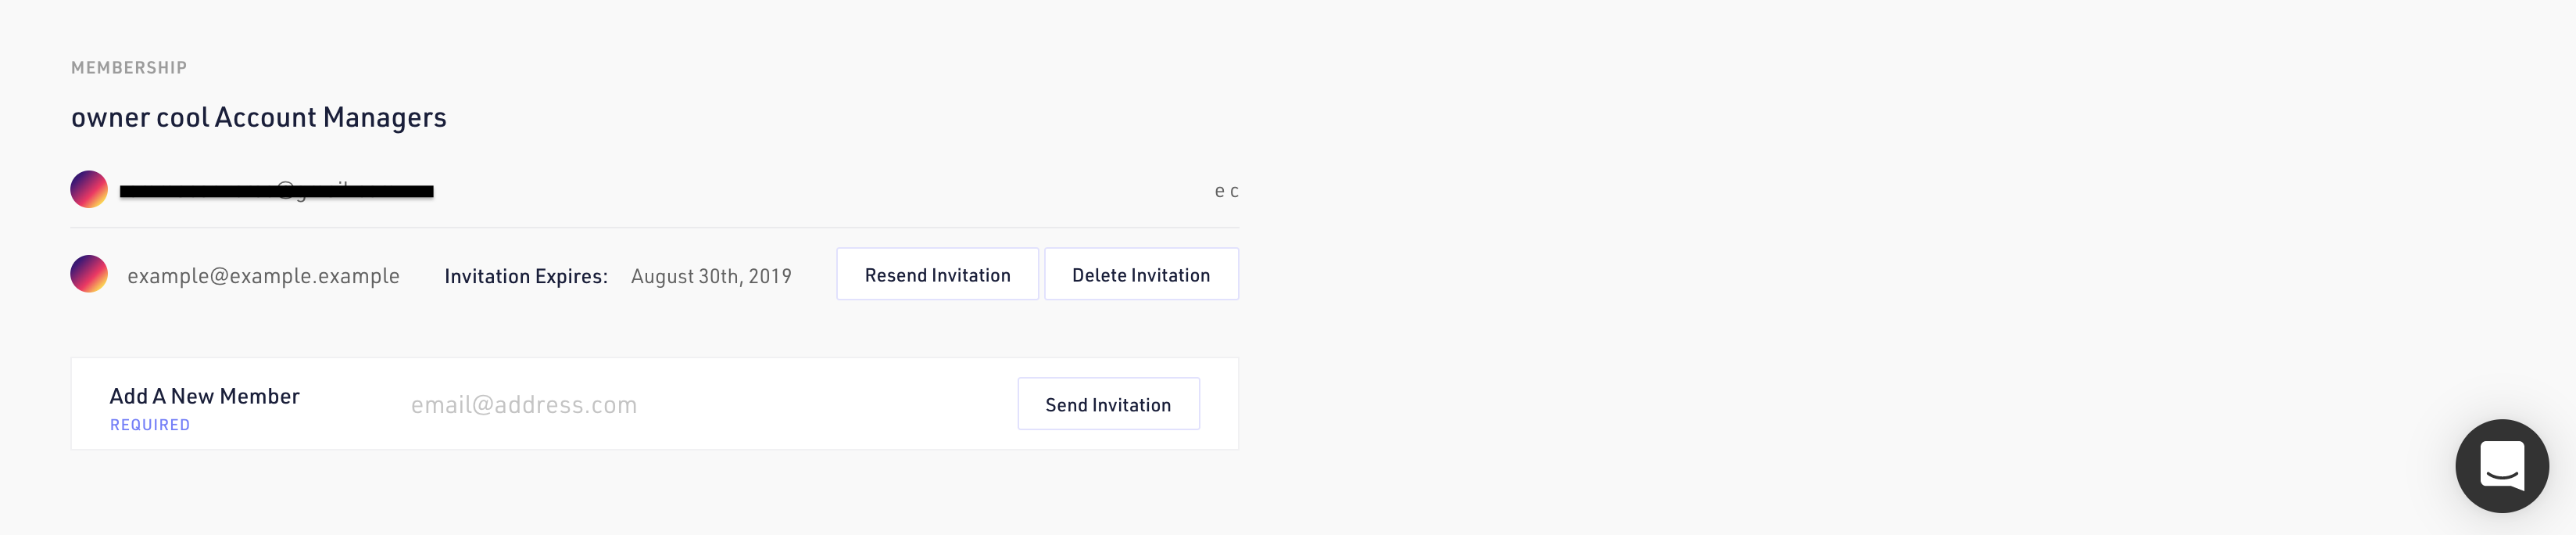 MEMBERSHIP
owner cool Account Managers
e c
example@example.example Invitation Expires: August 30th, 2019 Resend Invitation Delete Invitation
Add A New Member email@address.com Send Invitation
REQUIRED